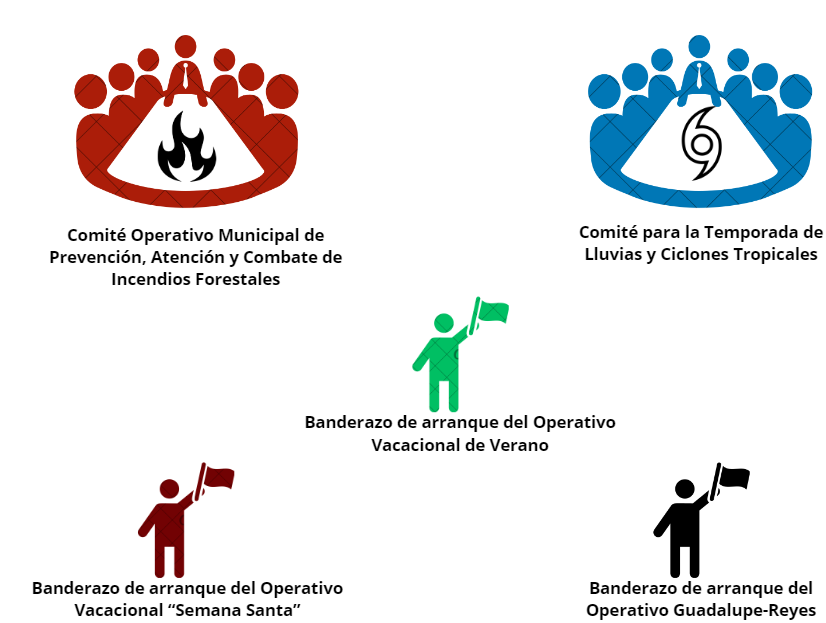 Comité Operativo Municipal de
Prevención, Atención y Combate de
Incendios Forestales
Comité para la Temporada de
Lluvias y Ciclones Tropicales
Banderazo de arranque del Operativo
Vacacional de Verano
Banderazo de arranque del Operativo
Vacacional “Semana Santa”
Banderazo de arranque del
Operativo Guadalupe-Reyes